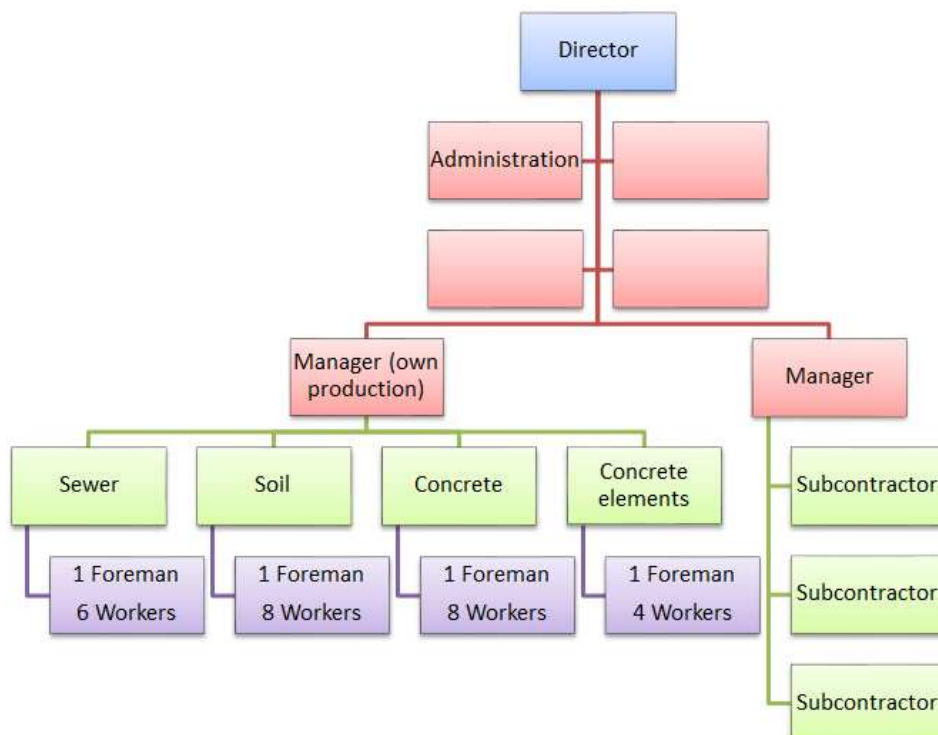 Director
Administration
Manager (own
production)
Manager
Sewer
Soil
Concrete
Concrete
elements
Subcontractor
1 Foreman
6 Workers
1 Foreman
8 Workers
1 Foreman
8 Workers
1 Foreman
4 Workers
Subcontractor
Subcontractor